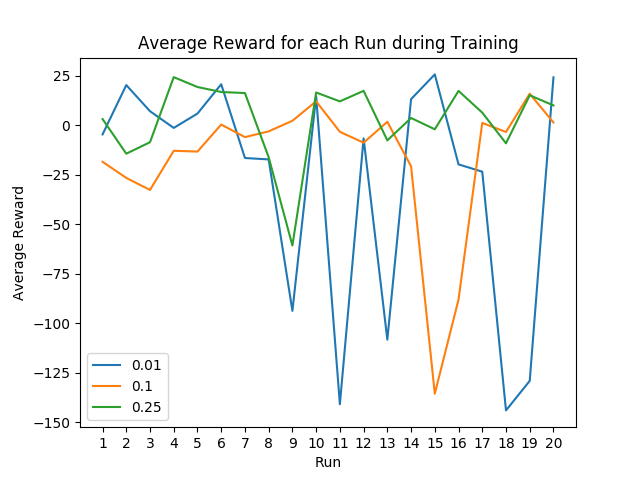 Average Reward for each Run during Training
Average Reward
25
0
−25
−50
−75
−100
−125
−150
0.01
0.1
0.25
1 2 3 4 5 6 7 8 9 10 11 12 13 14 15 16 17 18 19 20
Run